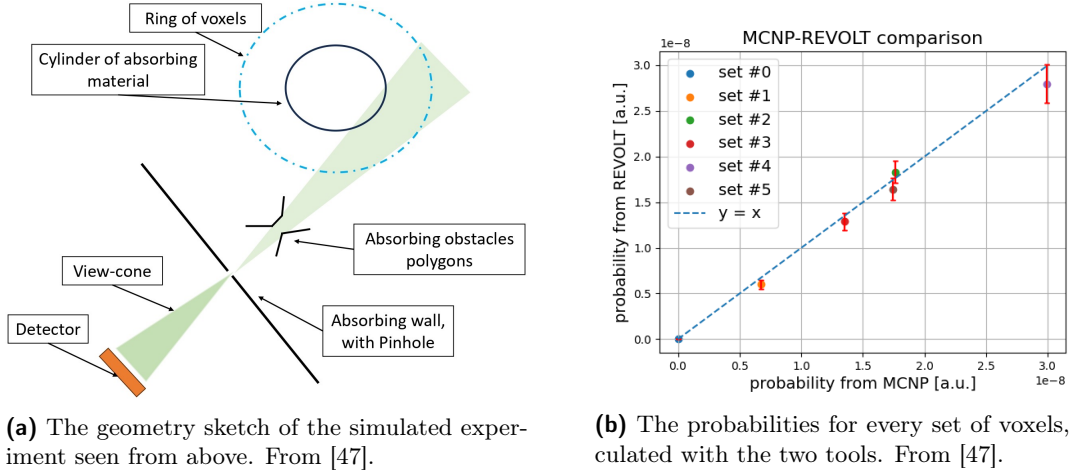 Ring of voxels
Cylinder of absorbing
material
Absorbing obstacles
polygons
View-cone
Absorbing wall,
with Pinhole
Detector
(a) The geometry sketch of the simulated exper-
iment seen from above. From [47].
MCNP-REVOLT comparison
1e−8
3.0
2.5
2.0
1.5
1.0
0.5
0.0
probability from REVOLT [a.u.]
set #0
set #1
set #2
set #3
set #4
set #5
y = x
0.0 0.5 1.0 1.5 2.0 2.5 3.0
1e−8
probability from MCNP [a.u.]
(b) The probabilities for every set of voxels,
culated with the two tools. From [47].